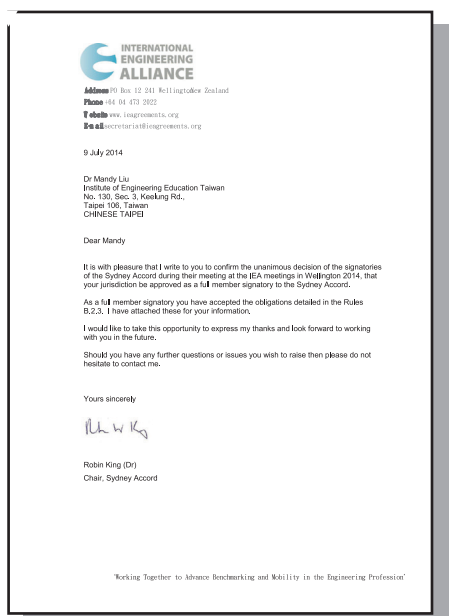 INTERNATIONAL
ENGINEERING
ALLIANCE
Address PO Box 12 241 WellingtoNew Zealand
Phone +64 04 473 2022
Website www.ieagreements.org
E-mail secretariat@ieagreements.org
9 July 2014
Dr Mandy Liu
Institute of Engineering Education Taiwan
No. 130, Sec. 3, Keelung Rd.,
Taipei 106, Taiwan
CHINESE TAIPEI
Dear Mandy
It is with pleasure that I write to you to confirm the unanimous decision of the signatories
of the Sydney Accord during their meeting at the IEA meetings in Wellington 2014, that
your jurisdiction be approved as a full member signatory to the Sydney Accord.
As a full member signatory you have accepted the obligations detailed in the Rules
B.2.3. I have attached these for your information.
I would like to take this opportunity to express my thanks and look forward to working
with you in the future.
Should you have any further questions or issues you wish to raise then please do not
hesitate to contact me.
Yours sincerely
Robin King (Dr)
Chair, Sydney Accord
'Working Together to Advance Benchmarking and Mobility in the Engineering Profession'